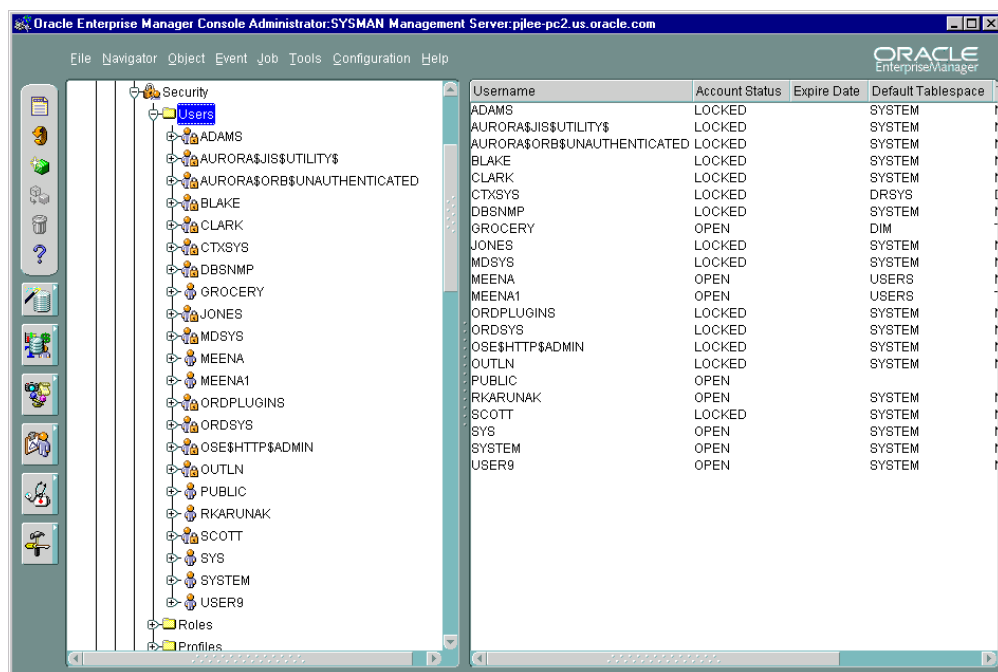 Oracle Enterprise Manager Console Administrator:SYSMAN Management Server:pjlee-pc2.us.oracle.com
File Navigator Object Event Job Tools Configuration Help
ORACLE
EnterpriseManager
Security
Users
ADAMS
AURORA$JIS$UTILITY$
AURORA$ORB$UNAUTHENTICATED
BLAKE
CLARK
CTXSYS
DBSNMP
GROCERY
JONES
MDSYS
MEENA
MEENA1
ORDPLUGINS
ORDSYS
OSE$HTTP$ADMIN
OUTLN
PUBLIC
RKARUNAK
SCOTT
SYS
SYSTEM
USER9
Roles
Profiles
Username Account Status Expire Date Default Tablespace
ADAMS LOCKED SYSTEM
AURORA$JIS$UTILITY$ LOCKED SYSTEM
AURORA$ORB$UNAUTHENTICATED LOCKED SYSTEM
BLAKE LOCKED SYSTEM
CLARK LOCKED SYSTEM
CTXSYS LOCKED DRSYS
DBSNMP LOCKED SYSTEM
GROCERY OPEN DIM
JONES LOCKED SYSTEM
MDSYS LOCKED SYSTEM
MEENA OPEN USERS
MEENA1 OPEN USERS
ORDPLUGINS LOCKED SYSTEM
ORDSYS LOCKED SYSTEM
OSE$HTTP$ADMIN LOCKED SYSTEM
OUTLN LOCKED SYSTEM
PUBLIC OPEN
RKARUNAK OPEN SYSTEM
SCOTT LOCKED SYSTEM
SYS OPEN SYSTEM
SYSTEM OPEN SYSTEM
USER9 OPEN SYSTEM